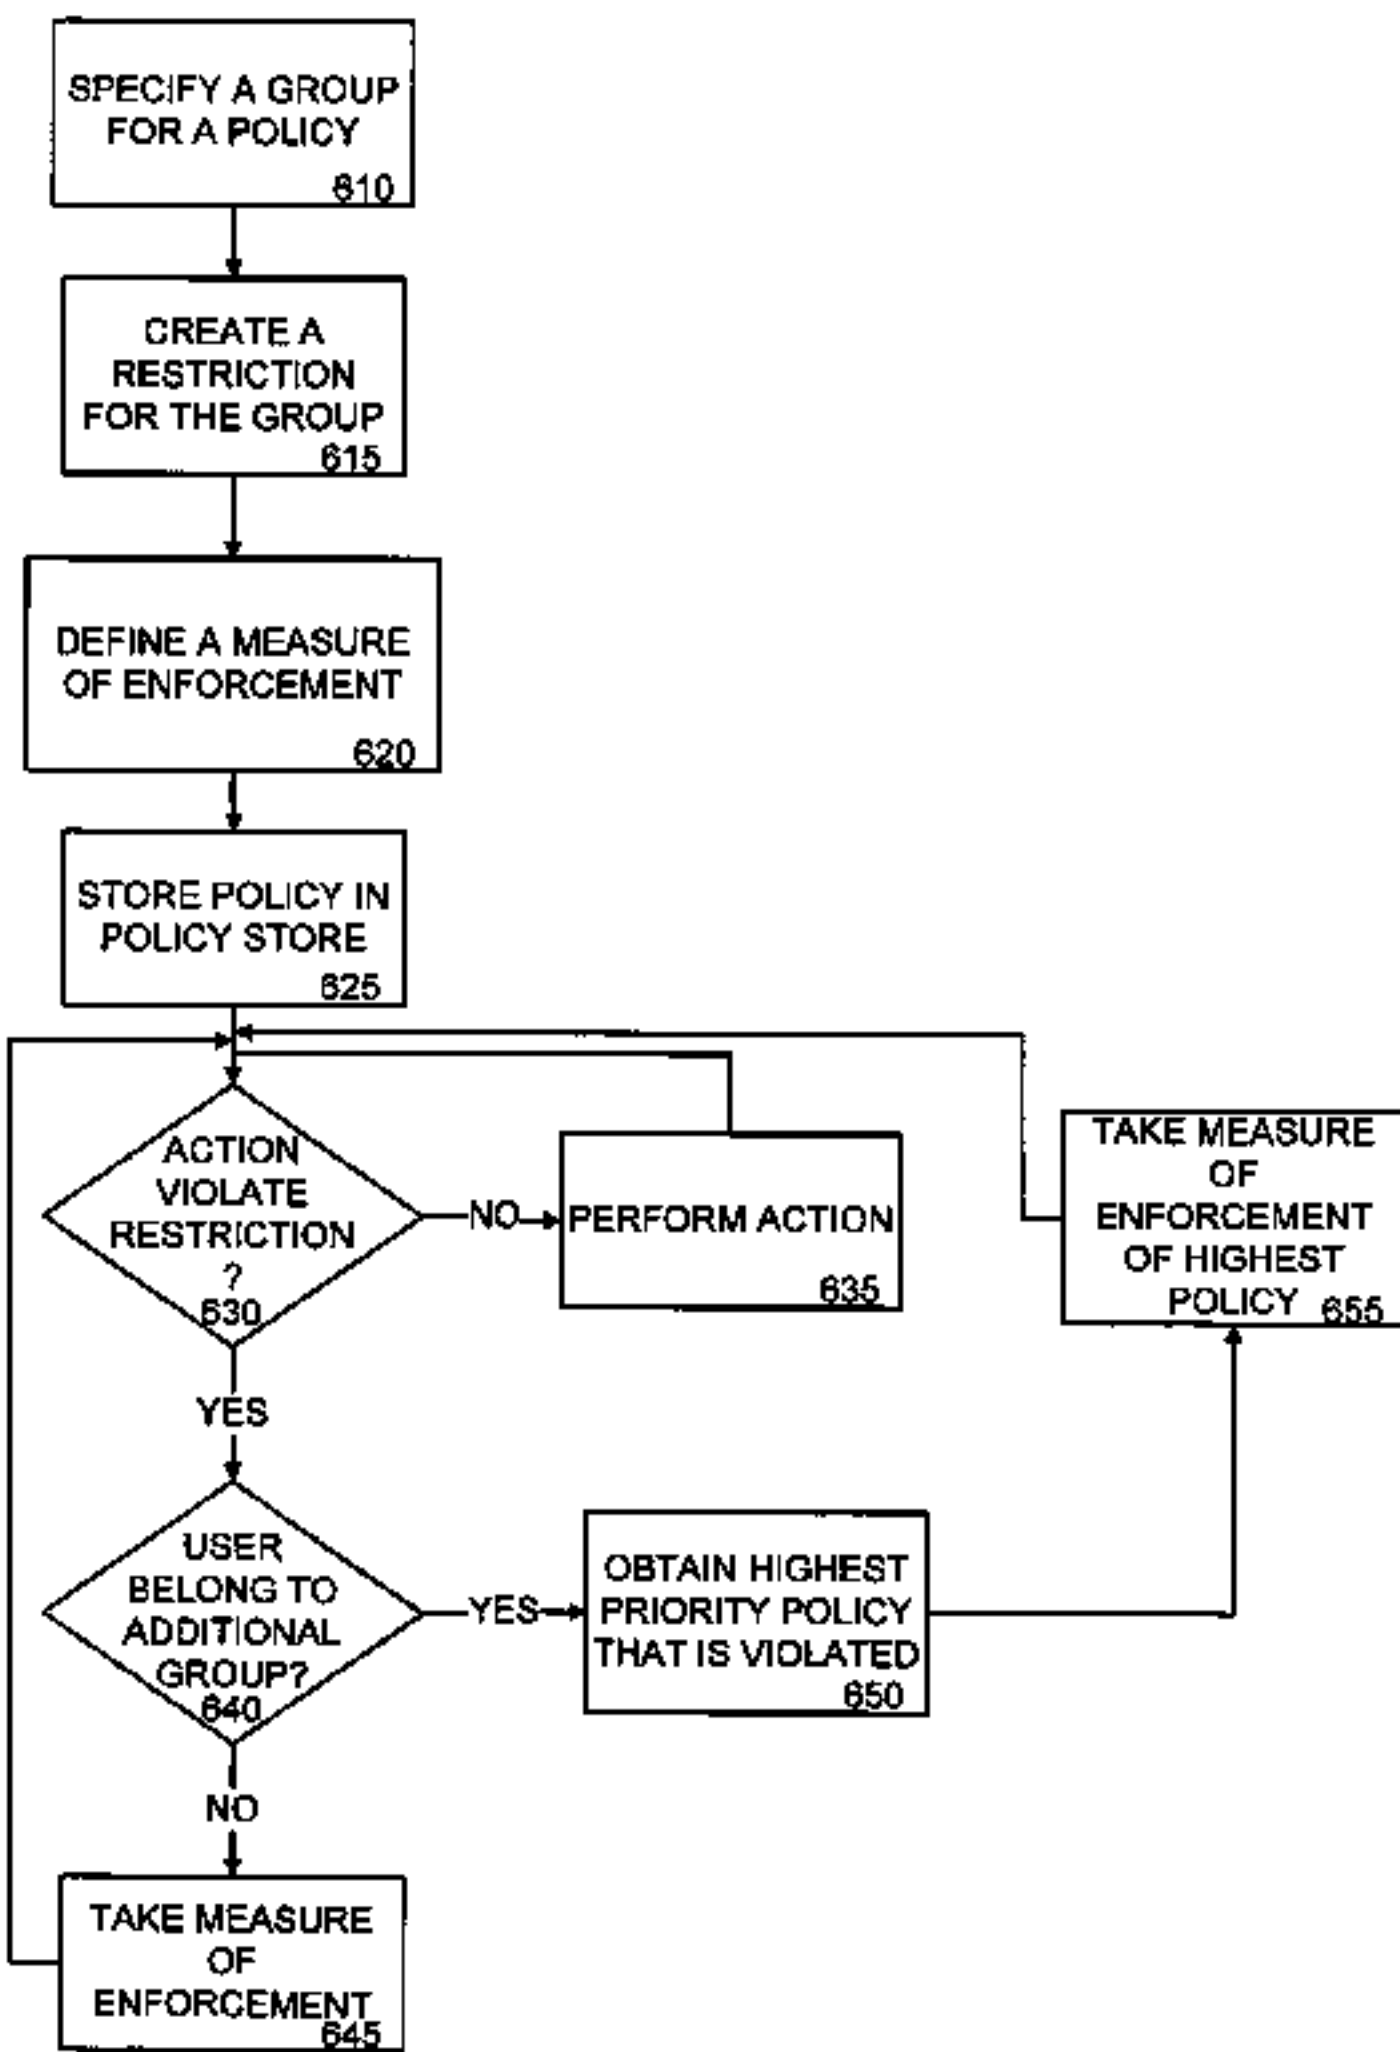 SPECIFY A GROUP
FOR A POLICY
610
CREATE A
RESTRICTION
FOR THE GROUP
615
DEFINE A MEASURE
OF ENFORCEMENT
620
STORE POLICY IN
POLICY STORE
625
ACTION
VIOLATE
RESTRICTION
?
630
NO
PERFORM ACTION
635
TAKE MEASURE
OF
ENFORCEMENT
OF HIGHEST
POLICY 655
YES
USER
BELONG TO
ADDITIONAL
GROUP?
640
YES
OBTAIN HIGHEST
PRIORITY POLICY
THAT IS VIOLATED
650
NO
TAKE MEASURE
OF
ENFORCEMENT
645